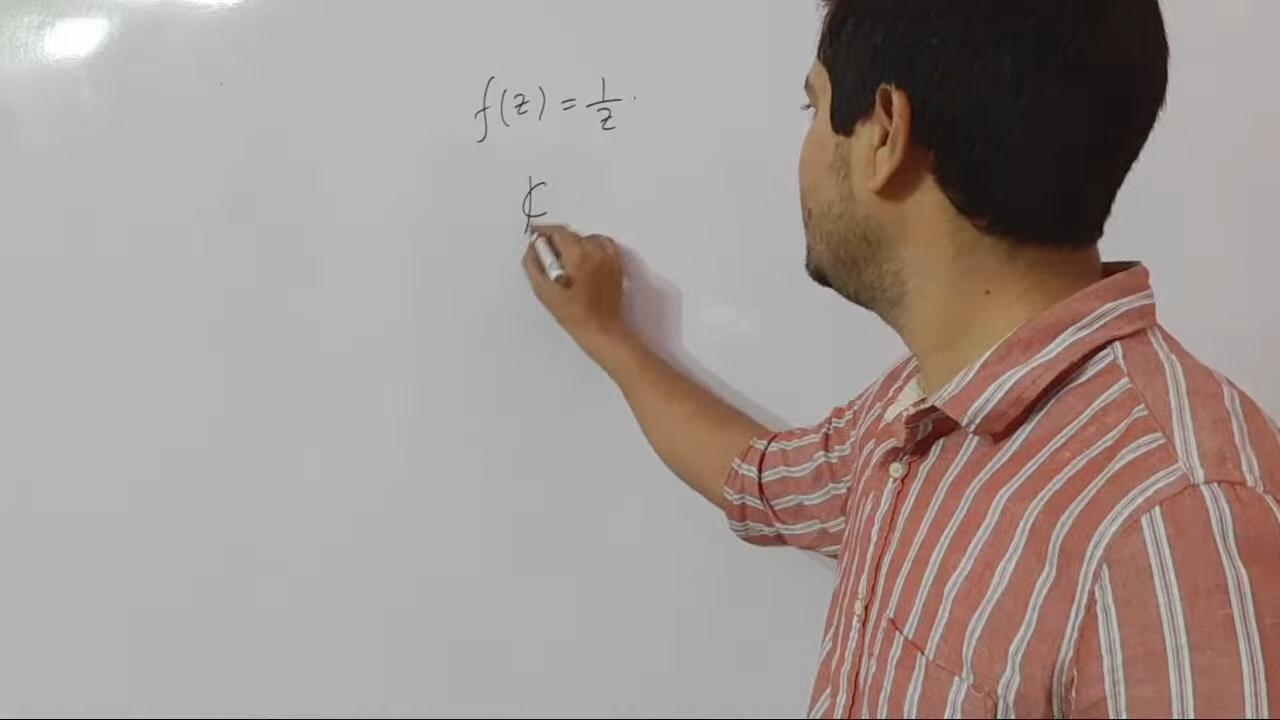 f(z) = 1/z.
ℂ